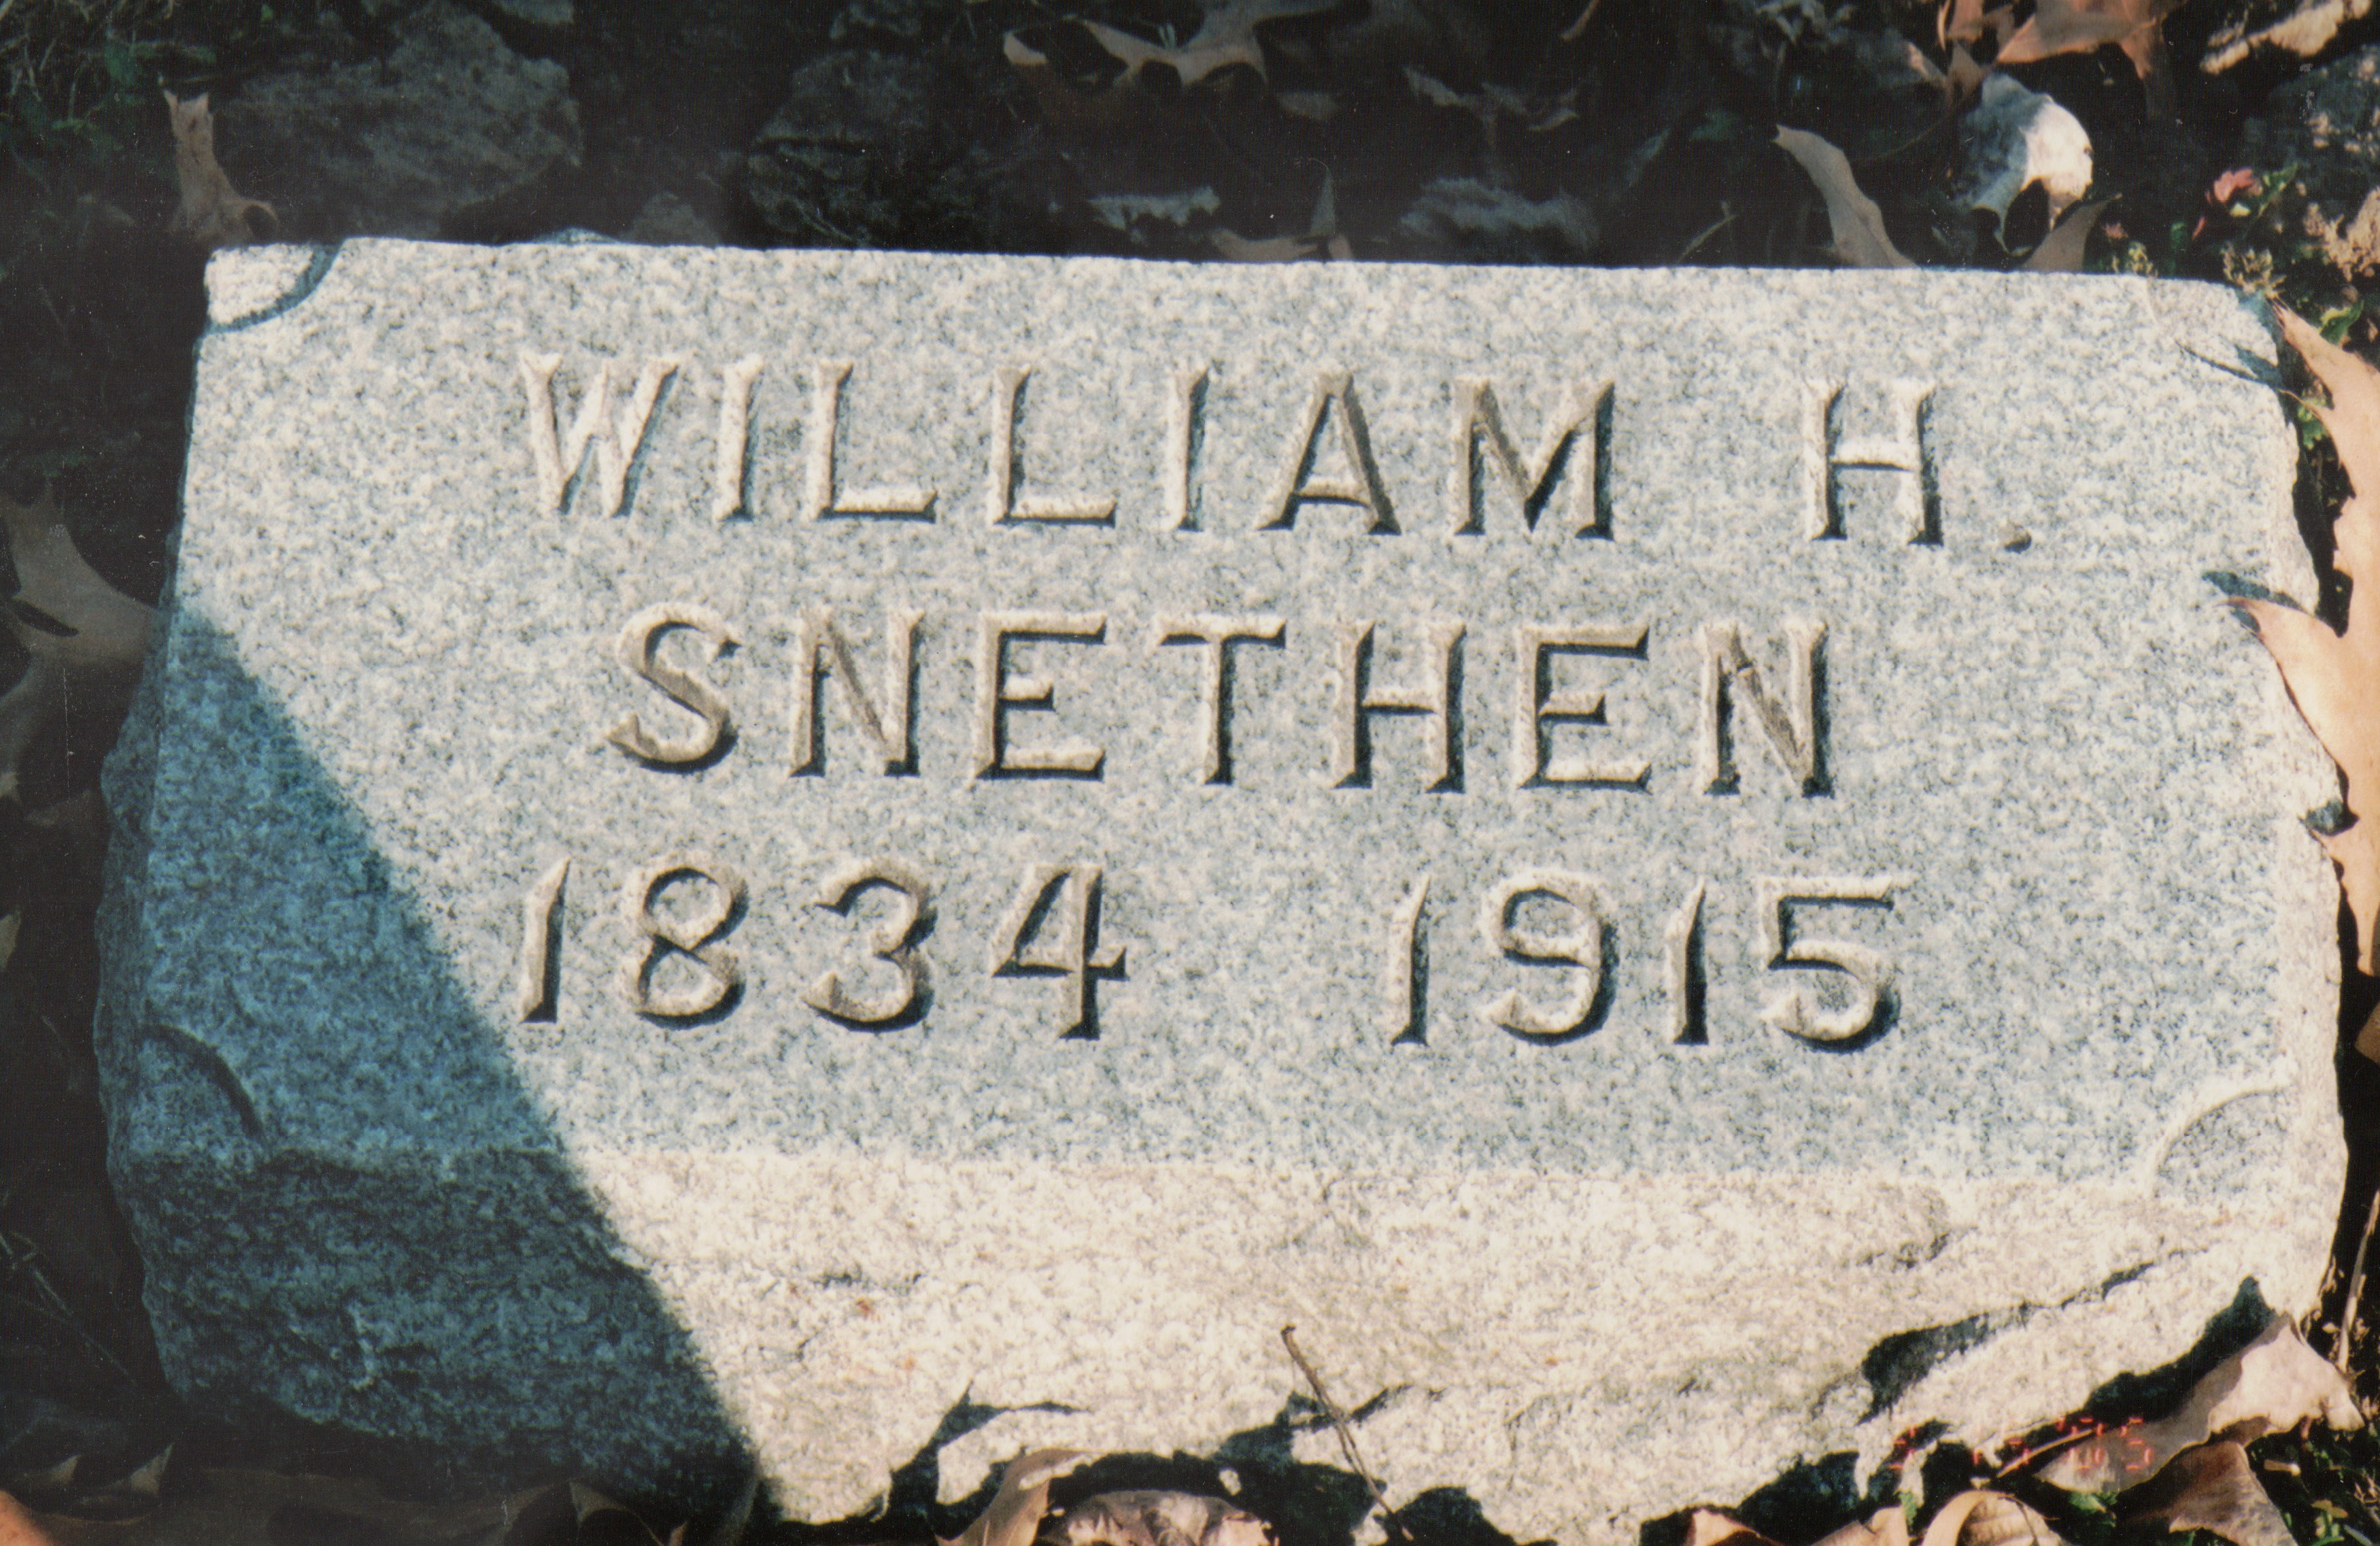 WILLIAM H.
SNETHEN
1834 1915